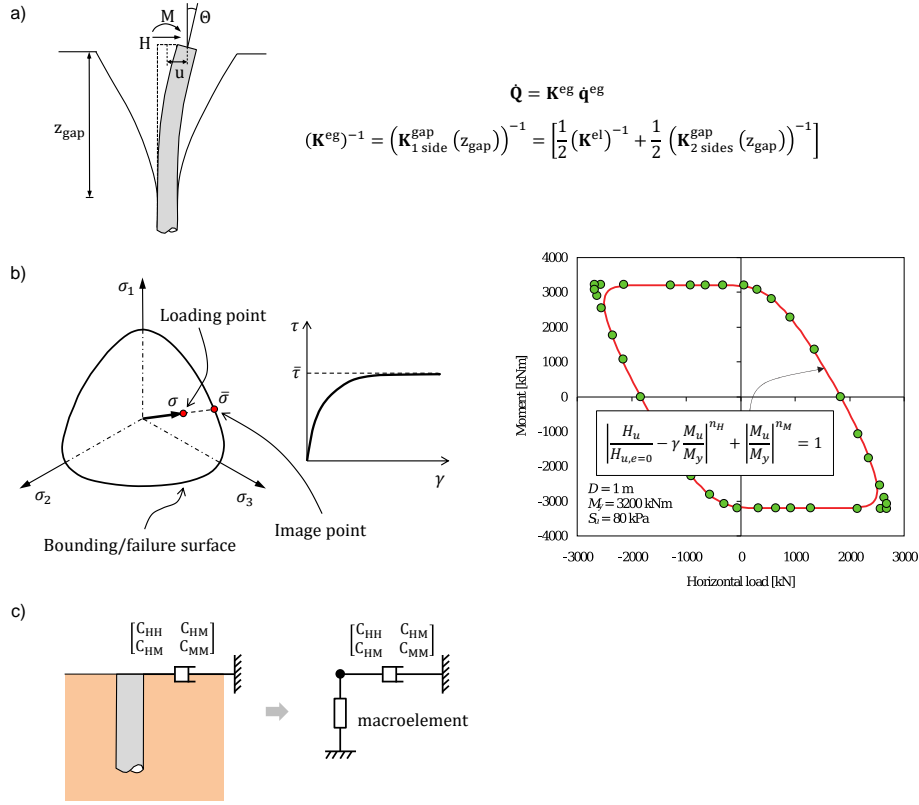 a)
M
Θ
H
u
z_gap
Q̇ = K^eg q̇^eg
(K^eg)^−1 = (K^gap_1 side (z_gap))^−1 = [1/2 (K^el)^−1 + 1/2 (K^gap_2 sides (z_gap))^−1]
b)
σ1
Loading point
σ
σ̄
σ2
σ3
Image point
Bounding/failure surface
τ
τ̄
γ
4000
3000
2000
1000
0
-1000
-2000
-3000
-4000
Moment [kNm]
|H_u/H_u,e=0 − γ M_u/M_y|^n_H + |M_u/M_y|^n_M = 1
D = 1 m
M_y = 3200 kNm
S_u = 80 kPa
-3000 -2000 -1000 0 1000 2000 3000
Horizontal load [kN]
c)
[C_HH C_HM
C_HM C_MM]
[C_HH C_HM
C_HM C_MM]
macroelement